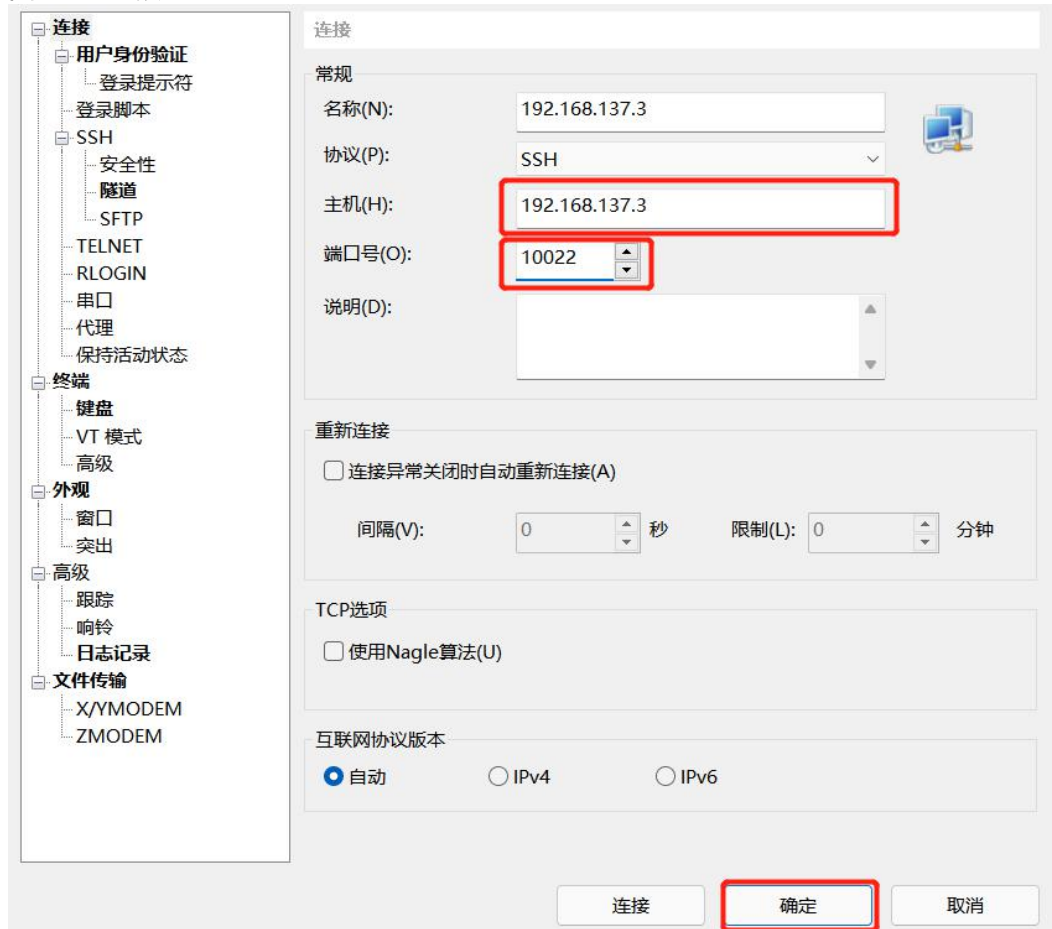 连接
用户身份验证
登录提示符
登录脚本
SSH
安全性
隧道
SFTP
TELNET
RLOGIN
串口
代理
保持活动状态
终端
键盘
VT 模式
高级
外观
窗口
突出
高级
跟踪
响铃
日志记录
文件传输
X/YMODEM
ZMODEM
连接
常规
名称(N): 192.168.137.3
协议(P): SSH
主机(H): 192.168.137.3
端口号(O): 10022
说明(D):
重新连接
连接异常关闭时自动重新连接(A)
间隔(V): 0 秒 限制(L): 0 分钟
TCP选项
使用Nagle算法(U)
互联网协议版本
自动 IPv4 IPv6
连接 确定 取消